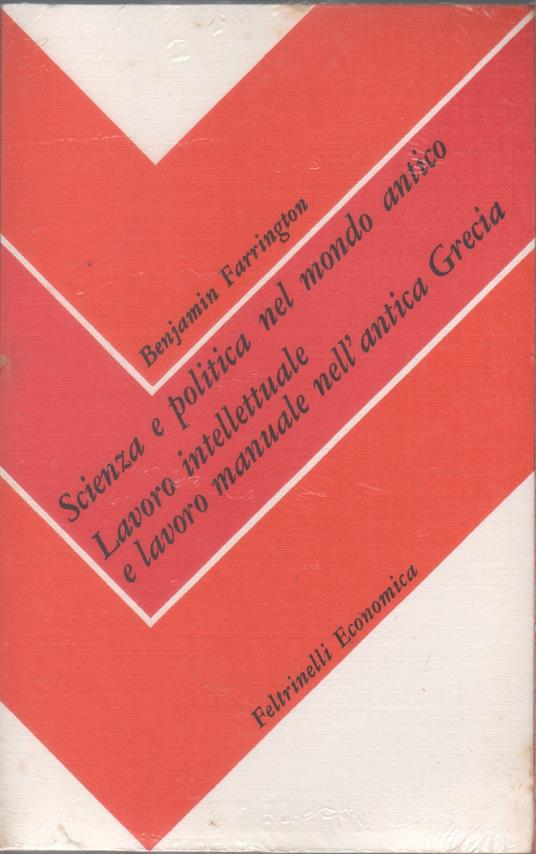 Benjamin Farrington
Scienza e politica nel mondo antico
Lavoro intellettuale
e lavoro manuale nell'antica Grecia
Feltrinelli Economica